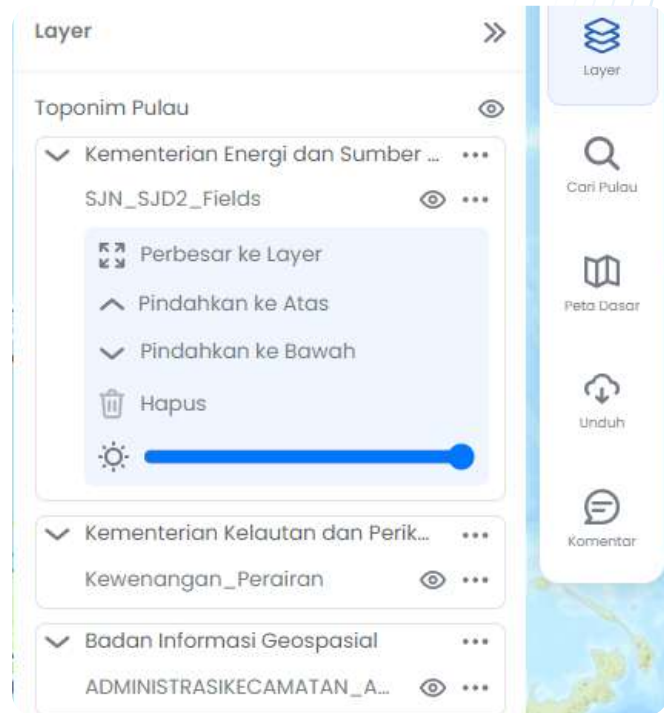 Layer
Toponim Pulau
Kementerian Energi dan Sumber ...
SJN_SJD2_Fields
Perbesar ke Layer
Pindahkan ke Atas
Pindahkan ke Bawah
Hapus
Kementerian Kelautan dan Perik...
Kewenangan_Perairan
Badan Informasi Geospasial
ADMINISTRASIKECAMATAN_A...
Layer
Cari Pulau
Peta Dasar
Unduh
Komentar